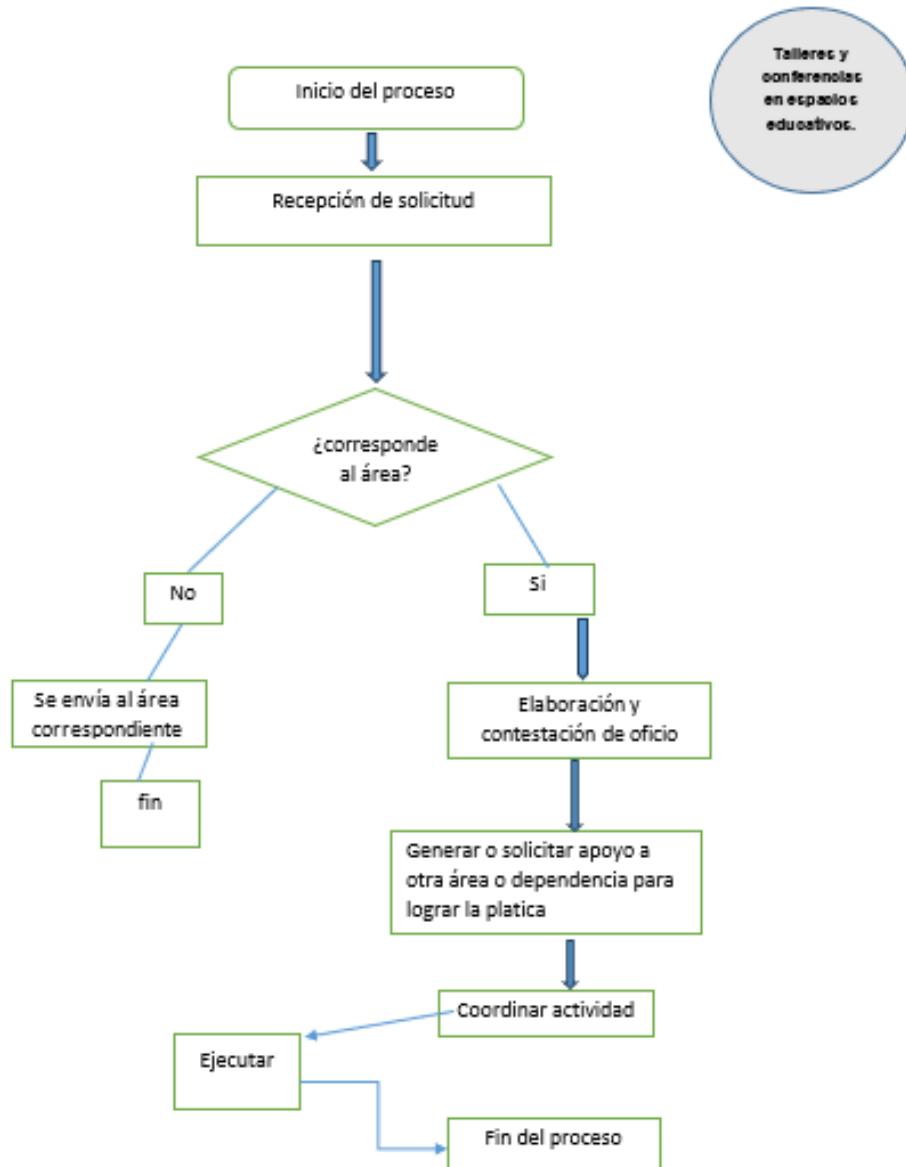 Talleres y
conferencias
en espacios
educativos.
Inicio del proceso
Recepción de solicitud
¿corresponde
al área?
No
Si
Se envía al área
correspondiente
fin
Elaboración y
contestación de oficio
Generar o solicitar apoyo a
otra área o dependencia para
lograr la platica
Coordinar actividad
Ejecutar
Fin del proceso